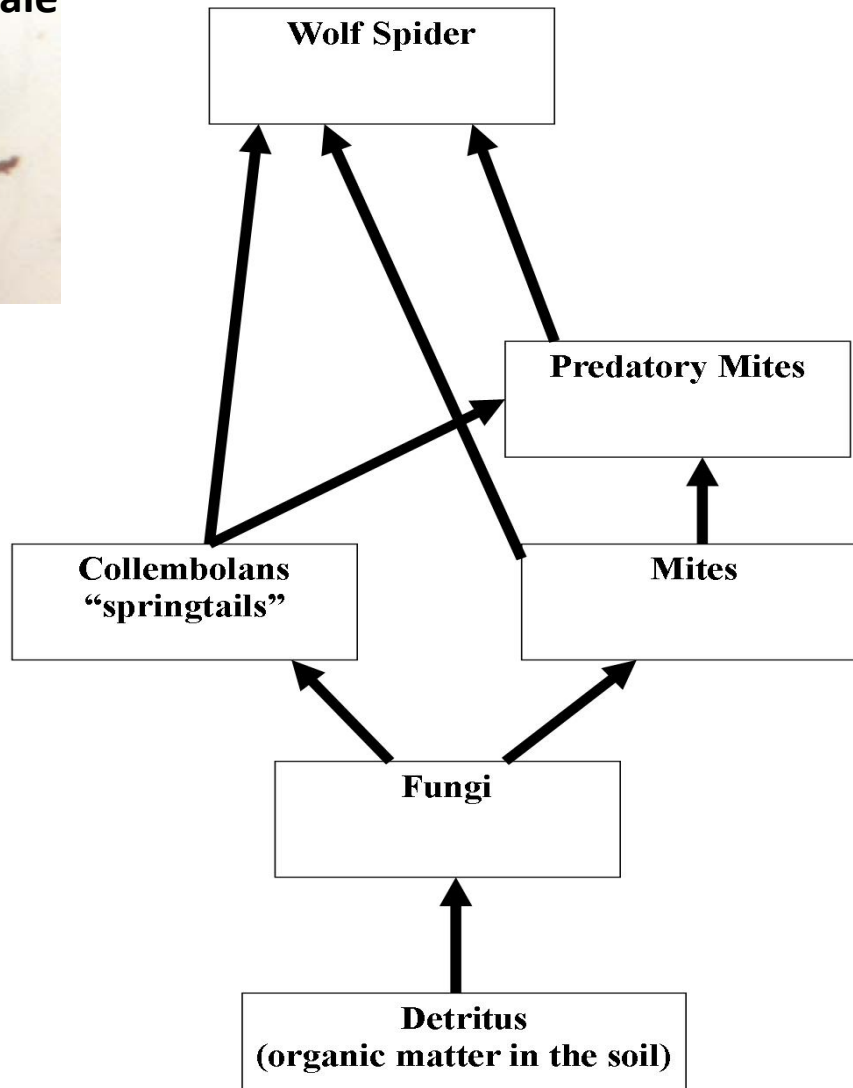 Wolf Spider
Predatory Mites
Collembolans
“springtails”
Mites
Fungi
Detritus
(organic matter in the soil)